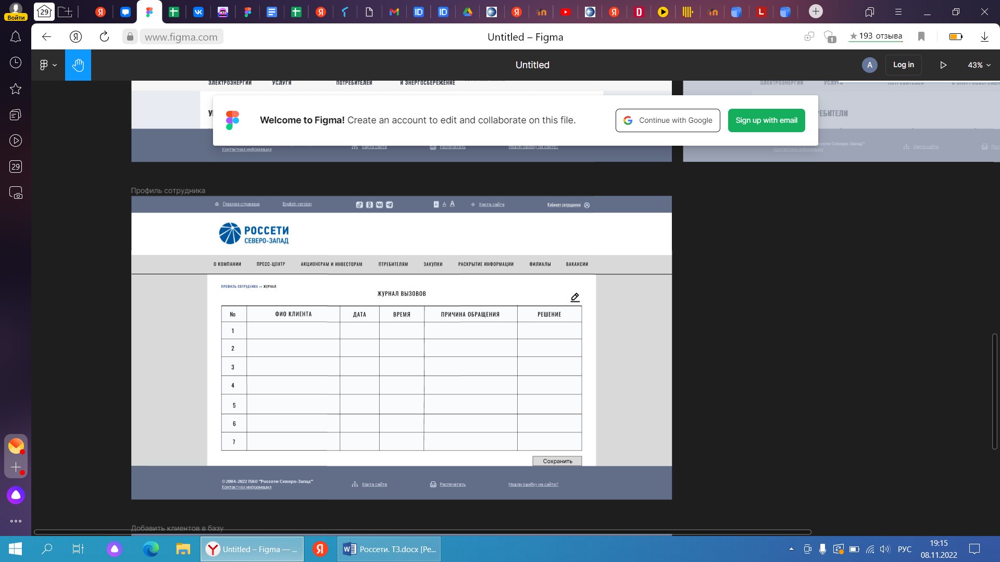 29
Войти
www.figma.com
Untitled – Figma
193 отзыва
1
Untitled
A
Log in
43%
ЭЛЕКТРОЭНЕРГИИ
УСЛУГИ
ПОТРЕБИТЕЛЕЙ
И ЭНЕРГОСБЕРЕЖЕНИЕ
Welcome to Figma! Create an account to edit and collaborate on this file.
Continue with Google
Sign up with email
Контактная информация
Карта сайта
Распечатать
Нашли ошибку на сайте?
Контактная информация
Карта сайта
29
Профиль сотрудника
Главная страница
English version
A A A
Карта сайта
Кабинет сотрудника
РОССЕТИ
СЕВЕРО-ЗАПАД
О КОМПАНИИ
ПРЕСС-ЦЕНТР
АКЦИОНЕРАМ И ИНВЕСТОРАМ
ПТРЕБИТЕЛЯМ
ЗАКУПКИ
РАСКРЫТИЕ ИНФОРМАЦИИ
ФИЛИАЛЫ
ВАКАНСИИ
ПРОФИЛЬ СОТРУДНИКА >> ЖУРНАЛ
ЖУРНАЛ ВЫЗОВОВ
No
ФИО КЛИЕНТА
ДАТА
ВРЕМЯ
ПРИЧИНА ОБРАЩЕНИЯ
РЕШЕНИЕ
1
2
3
4
5
6
7
Сохранить
© 2004–2022 ПАО "Россети Северо-Запад"
Контактная информация
Карта сайта
Распечатать
Нашли ошибку на сайте?
Добавить клиентов в базу
Untitled – Figma — ...
Россети. ТЗ.docx [Ре...
РУС
19:15
08.11.2022